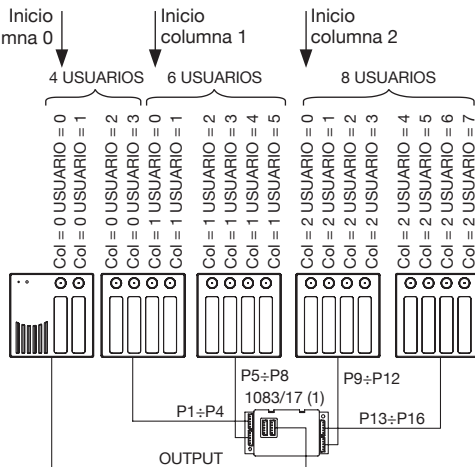 Inicio
mna 0
Inicio
columna 1
Inicio
columna 2
4 USUARIOS
6 USUARIOS
8 USUARIOS
Col = 0 USUARIO = 0
Col = 0 USUARIO = 1
Col = 0 USUARIO = 2
Col = 0 USUARIO = 3
Col = 1 USUARIO = 0
Col = 1 USUARIO = 1
Col = 1 USUARIO = 2
Col = 1 USUARIO = 3
Col = 1 USUARIO = 4
Col = 1 USUARIO = 5
Col = 2 USUARIO = 0
Col = 2 USUARIO = 1
Col = 2 USUARIO = 2
Col = 2 USUARIO = 3
Col = 2 USUARIO = 4
Col = 2 USUARIO = 5
Col = 2 USUARIO = 6
Col = 2 USUARIO = 7
P5÷P8
P9÷P12
1083/17 (1)
P1÷P4
P13÷P16
OUTPUT